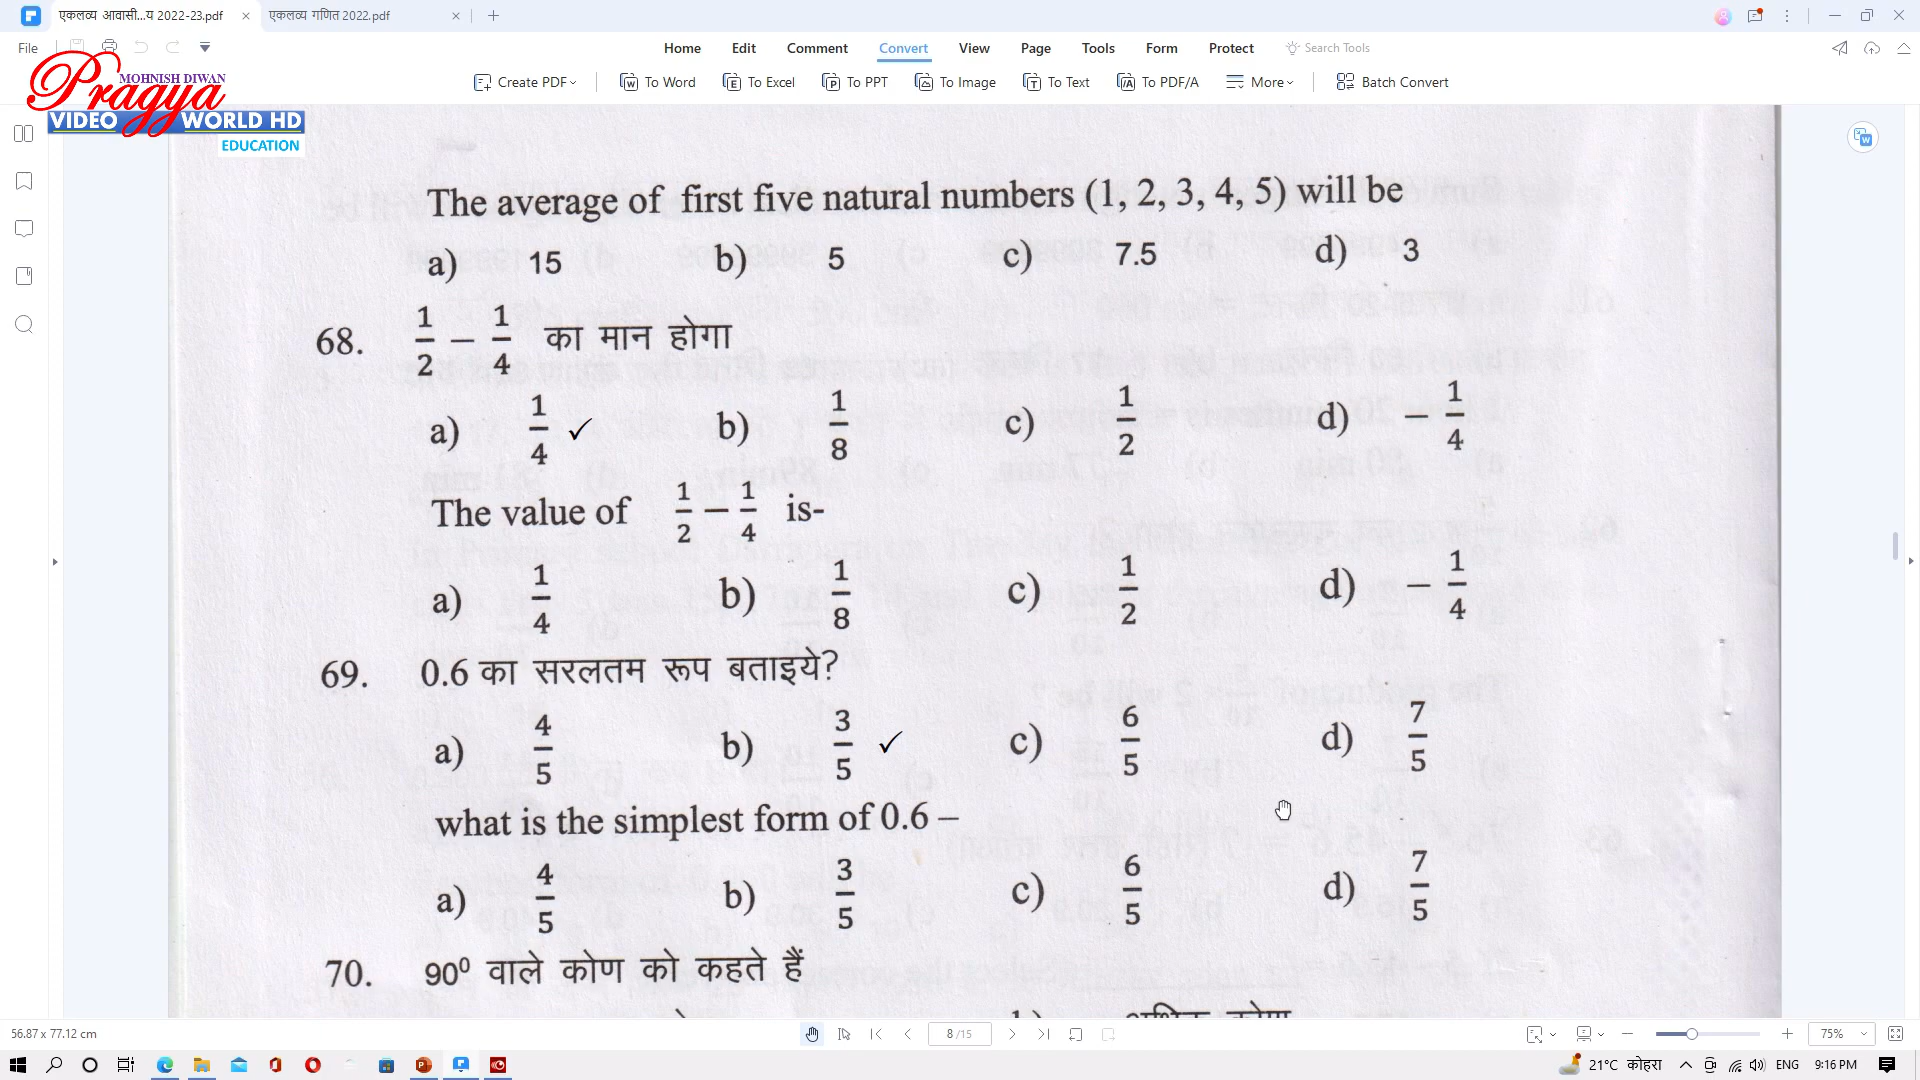 एकलव्य आवासी...य 2022-23.pdf
एकलव्य गणित 2022.pdf
File
Home Edit Comment Convert View Page Tools Form Protect Search Tools
Create PDF To Word To Excel To PPT To Image To Text To PDF/A More Batch Convert
MOHNISH DIWAN
Pragya
VIDEO WORLD HD
EDUCATION
The average of first five natural numbers (1, 2, 3, 4, 5) will be
a) 15 b) 5 c) 7.5 d) 3
68. 1/2 − 1/4 का मान होगा
a) 1/4 ✓ b) 1/8 c) 1/2 d) − 1/4
The value of 1/2 − 1/4 is-
a) 1/4 b) 1/8 c) 1/2 d) − 1/4
69. 0.6 का सरलतम रूप बताइये?
a) 4/5 b) 3/5 ✓ c) 6/5 d) 7/5
what is the simplest form of 0.6 –
a) 4/5 b) 3/5 c) 6/5 d) 7/5
70. 90⁰ वाले कोण को कहते हैं
56.87 x 77.12 cm
8 /15
75%
21°C कोहरा
ENG 9:16 PM